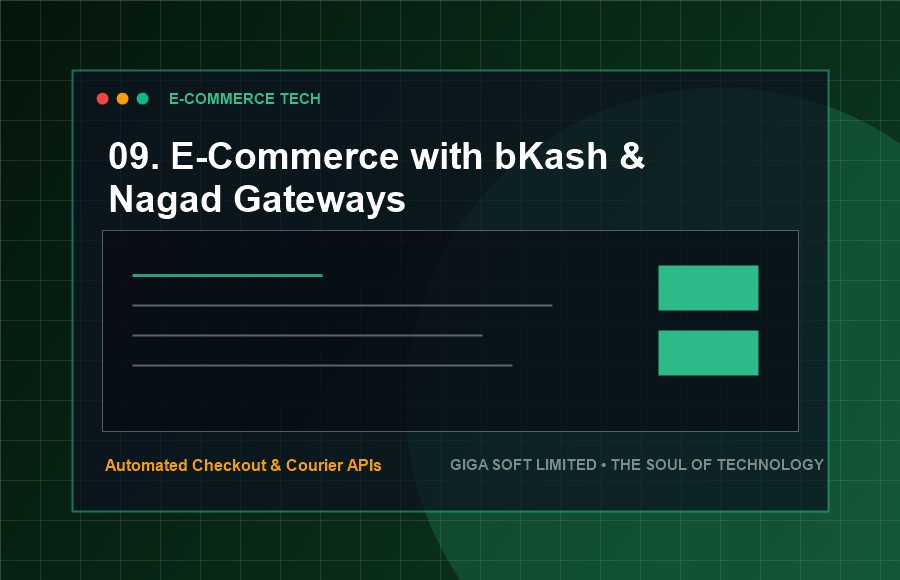 E-COMMERCE TECH
09. E-Commerce with bKash &
Nagad Gateways
Automated Checkout & Courier APIs
GIGA SOFT LIMITED • THE SOUL OF TECHNOLOGY